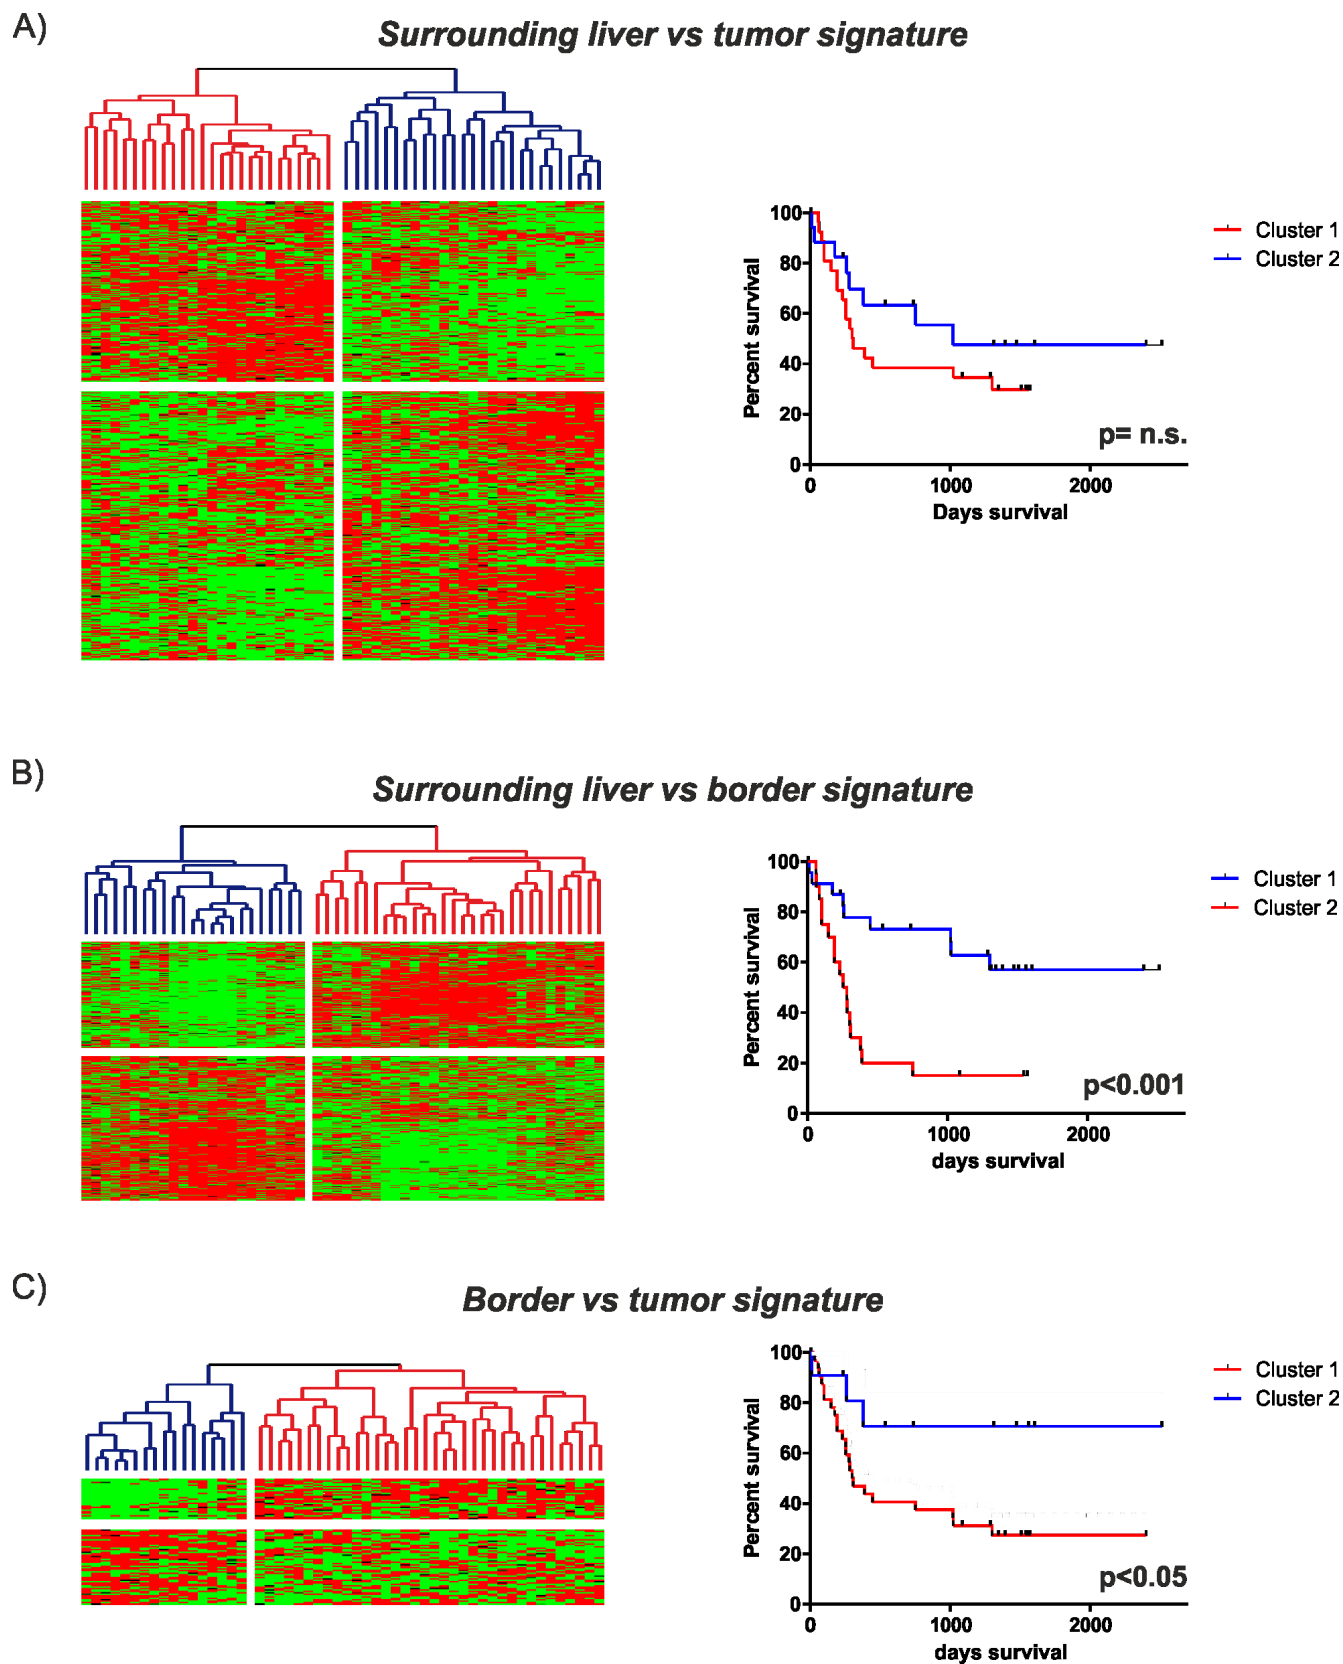 A)
Surrounding liver vs tumor signature
100
80
60
40
20
0
Percent survival
0 1000 2000
Days survival
p= n.s.
Cluster 1
Cluster 2
B)
Surrounding liver vs border signature
100
80
60
40
20
0
Percent survival
0 1000 2000
days survival
p<0.001
Cluster 1
Cluster 2
C)
Border vs tumor signature
100
80
60
40
20
0
Percent survival
0 1000 2000
days survival
p<0.05
Cluster 1
Cluster 2